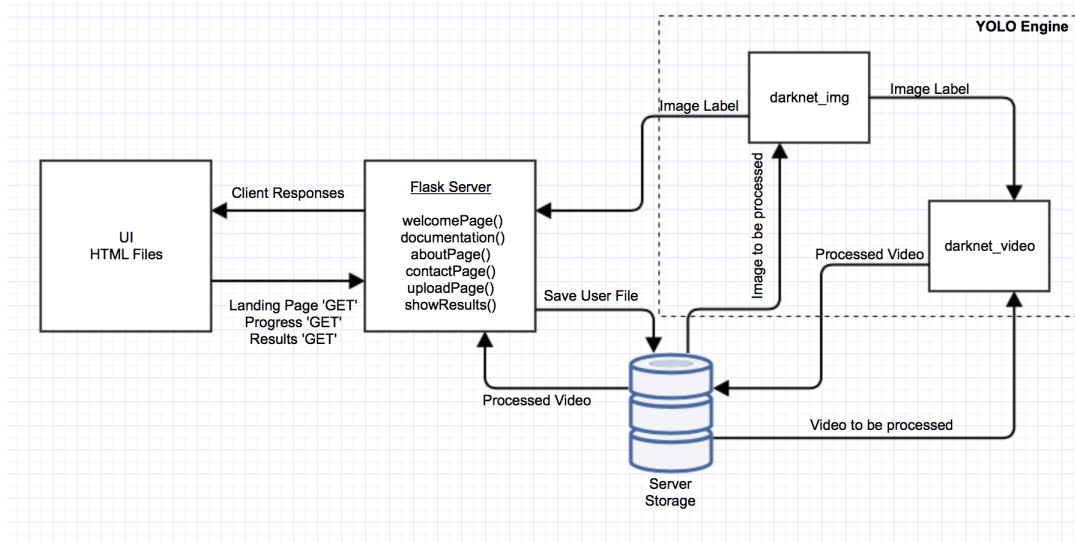 YOLO Engine
darknet_img
Image Label
Image Label
Image to be processed
UI
HTML Files
Client Responses
Landing Page 'GET'
Progress 'GET'
Results 'GET'
Flask Server
welcomePage()
documentation()
aboutPage()
contactPage()
uploadPage()
showResults()
Save User File
darknet_video
Processed Video
Processed Video
Video to be processed
Server
Storage